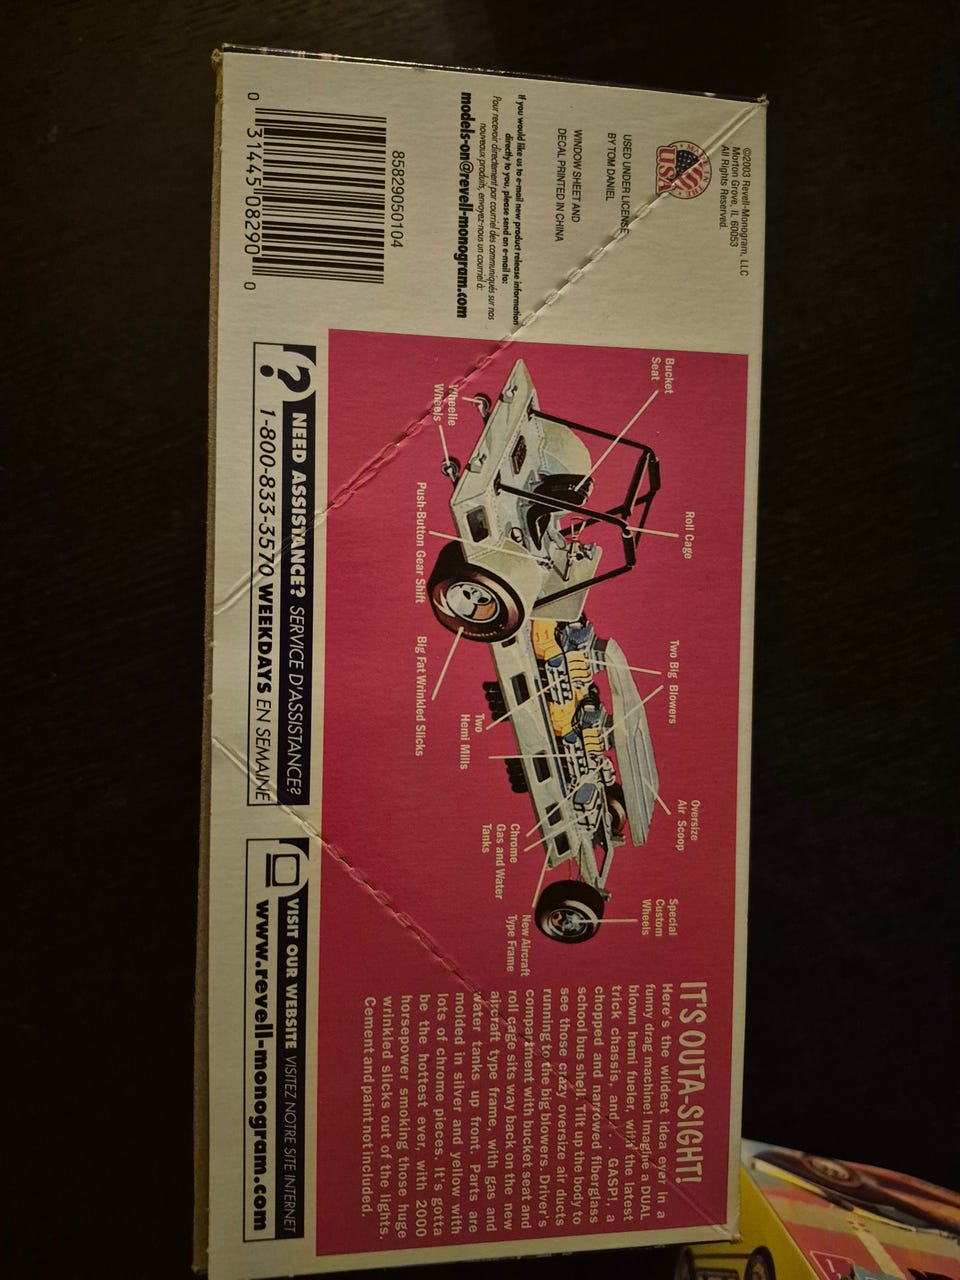 ©2003 Revell-Monogram, LLC
Morton Grove, IL 60053
All Rights Reserved.
MADE IN THE
USA
USED UNDER LICENSE
BY TOM DANIEL
WINDOW SHEET AND
DECAL PRINTED IN CHINA
If you would like us to e-mail new product release information
directly to you, please send an e-mail to:
Pour recevoir directement par courriel des communiqués sur nos
nouveaux produits, envoyez-nous un courriel à:
models-on@revell-monogram.com
85829050104
0 31445 08290 0
Bucket
Seat
Roll Cage
Two Big Blowers
Oversize
Air Scoop
Special
Custom
Wheels
Wheelie
Wheels
Push-Button Gear Shift
Big Fat Wrinkled Slicks
Two
Hemi Mills
Chrome
Gas and Water
Tanks
New Aircraft
Type Frame
IT'S OUTA-SIGHT!
Here's the wildest idea ever in a
funny drag machine! Imagine a DUAL
blown hemi fueler, with the latest
trick chassis, and . . . GASP!, a
chopped and narrowed fiberglass
school bus shell. Tilt up the body to
see those crazy oversize air ducts
running to the big blowers. Driver's
compartment with bucket seat and
roll cage sits way back on the new
aircraft type frame, with gas and
water tanks up front. Parts are
molded in silver and yellow with
lots of chrome pieces. It's gotta
be the hottest ever, with 2000
horsepower smoking those huge
wrinkled slicks out of the lights.
Cement and paint not included.
? NEED ASSISTANCE? SERVICE D'ASSISTANCE?
1-800-833-3570 WEEKDAYS EN SEMAINE
VISIT OUR WEBSITE VISITEZ NOTRE SITE INTERNET
www.revell-monogram.com